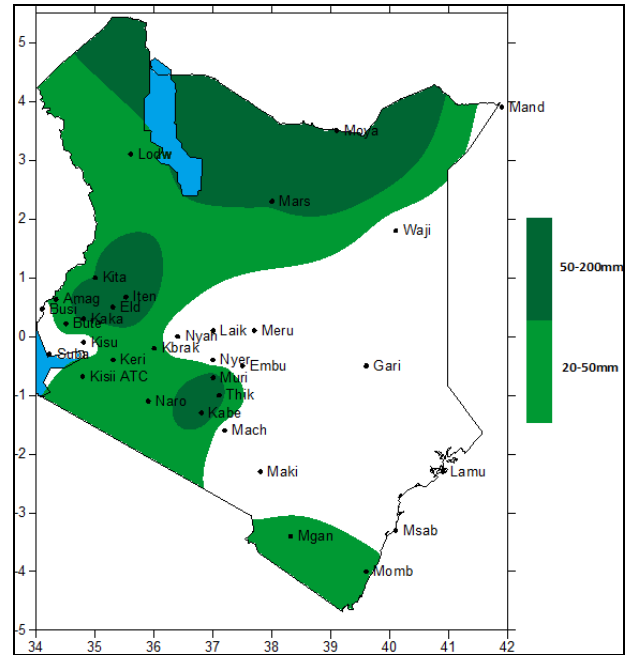 5
4
Mand
Moya
3
Lodw
Mars
2
Waji
1
Kita
Amag
Iten
Eld
Busi
Kaka
Bute
0
Nyah
Laik
Meru
Kisu
Kbrak
Suba
Keri
Nyer
Embu
Gari
Kisii ATC
Muri
-1
Naro
Thik
Kabe
Mach
-2
Maki
Lamu
-3
Mgan
Msab
-4
Momb
-5
34 35 36 37 38 39 40 41 42
50-200mm
20-50mm